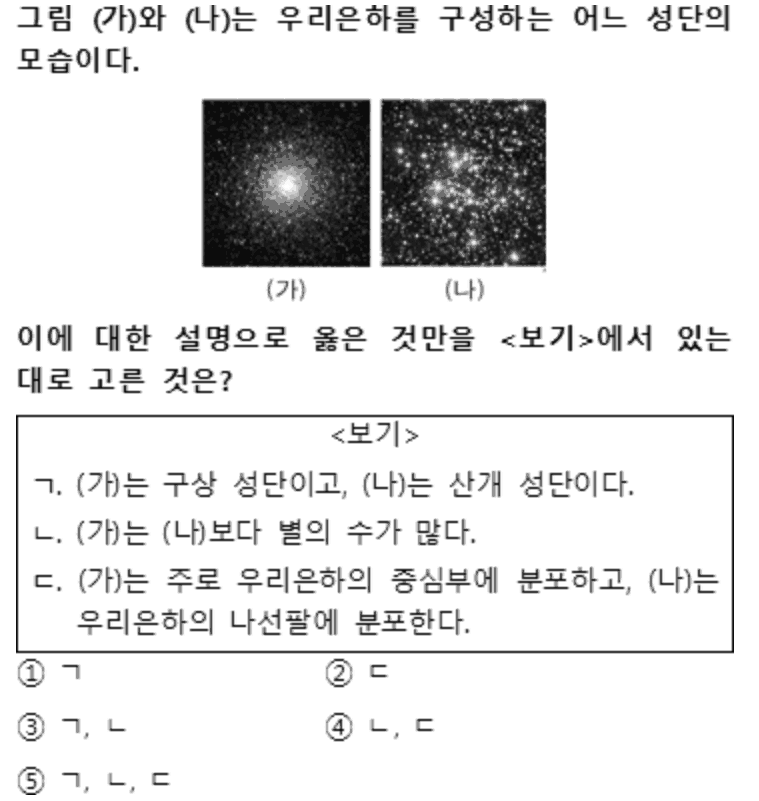 그림 (가)와 (나)는 우리은하를 구성하는 어느 성단의
모습이다.
(가) (나)
이에 대한 설명으로 옳은 것만을 <보기>에서 있는
대로 고른 것은?
<보기>
ㄱ. (가)는 구상 성단이고, (나)는 산개 성단이다.
ㄴ. (가)는 (나)보다 별의 수가 많다.
ㄷ. (가)는 주로 우리은하의 중심부에 분포하고, (나)는
우리은하의 나선팔에 분포한다.
① ㄱ ② ㄷ
③ ㄱ, ㄴ ④ ㄴ, ㄷ
⑤ ㄱ, ㄴ, ㄷ